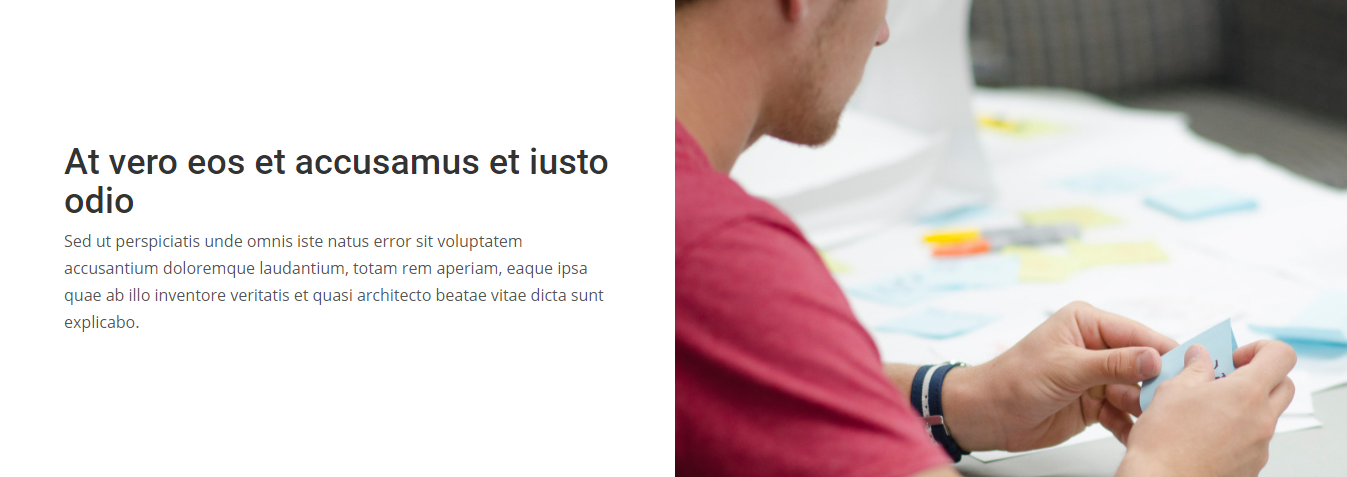 At vero eos et accusamus et iusto
odio
Sed ut perspiciatis unde omnis iste natus error sit voluptatem
accusantium doloremque laudantium, totam rem aperiam, eaque ipsa
quae ab illo inventore veritatis et quasi architecto beatae vitae dicta sunt
explicabo.